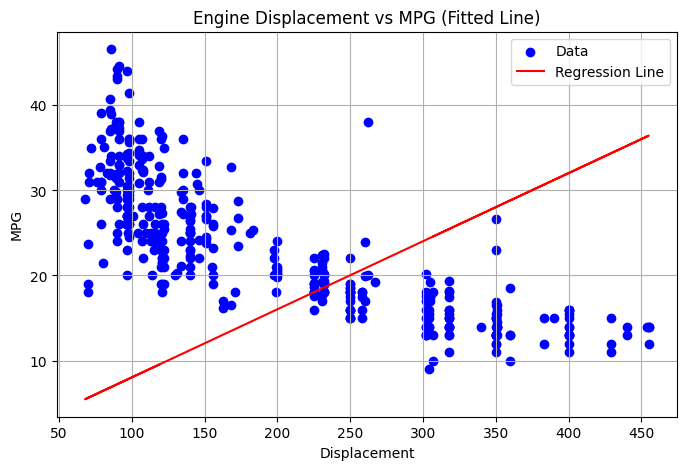 Engine Displacement vs MPG (Fitted Line)
Data
Regression Line
MPG
40
30
20
10
50 100 150 200 250 300 350 400 450
Displacement